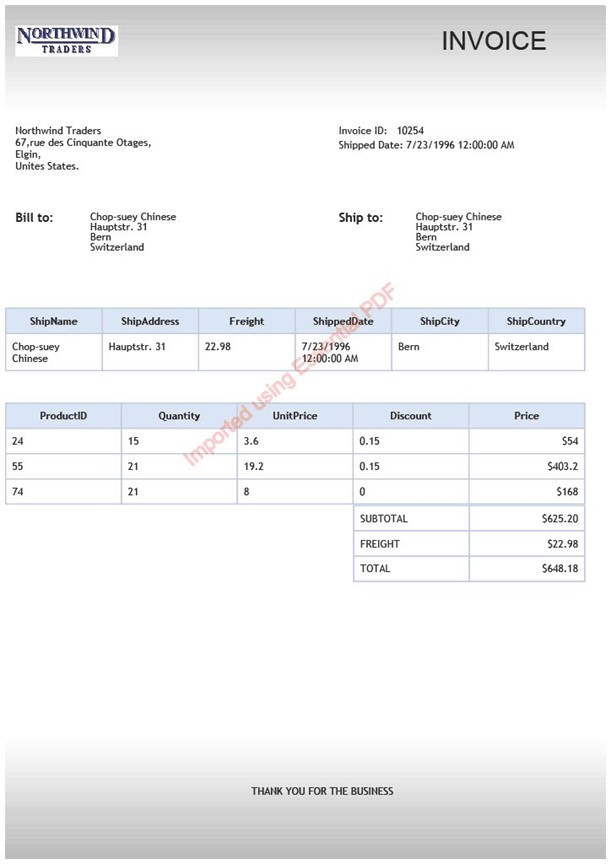 NORTHWIND
TRADERS
INVOICE
Northwind Traders
67,rue des Cinquante Otages,
Elgin,
Unites States.
Invoice ID: 10254
Shipped Date: 7/23/1996 12:00:00 AM
Bill to:
Chop-suey Chinese
Hauptstr. 31
Bern
Switzerland
Ship to:
Chop-suey Chinese
Hauptstr. 31
Bern
Switzerland
ShipName ShipAddress Freight ShippedDate ShipCity ShipCountry
Chop-suey Hauptstr. 31 22.98 7/23/1996 Bern Switzerland
Chinese 12:00:00 AM
ProductID Quantity UnitPrice Discount Price
24 15 3.6 0.15 $54
55 21 19.2 0.15 $403.2
74 21 8 0 $168
SUBTOTAL $625.20
FREIGHT $22.98
TOTAL $648.18
Imported using Essential PDF
THANK YOU FOR THE BUSINESS